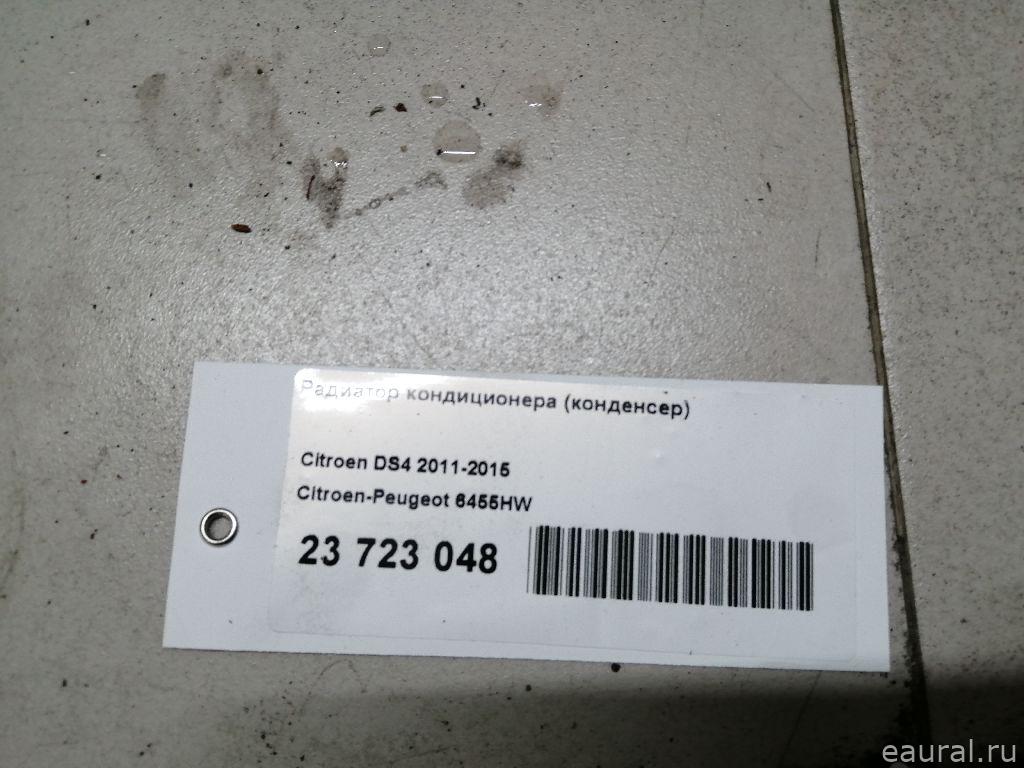 Радиатор кондиционера (конденсер)
Citroen DS4 2011-2015
Citroen-Peugeot 6455HW
23 723 048
eaural.ru